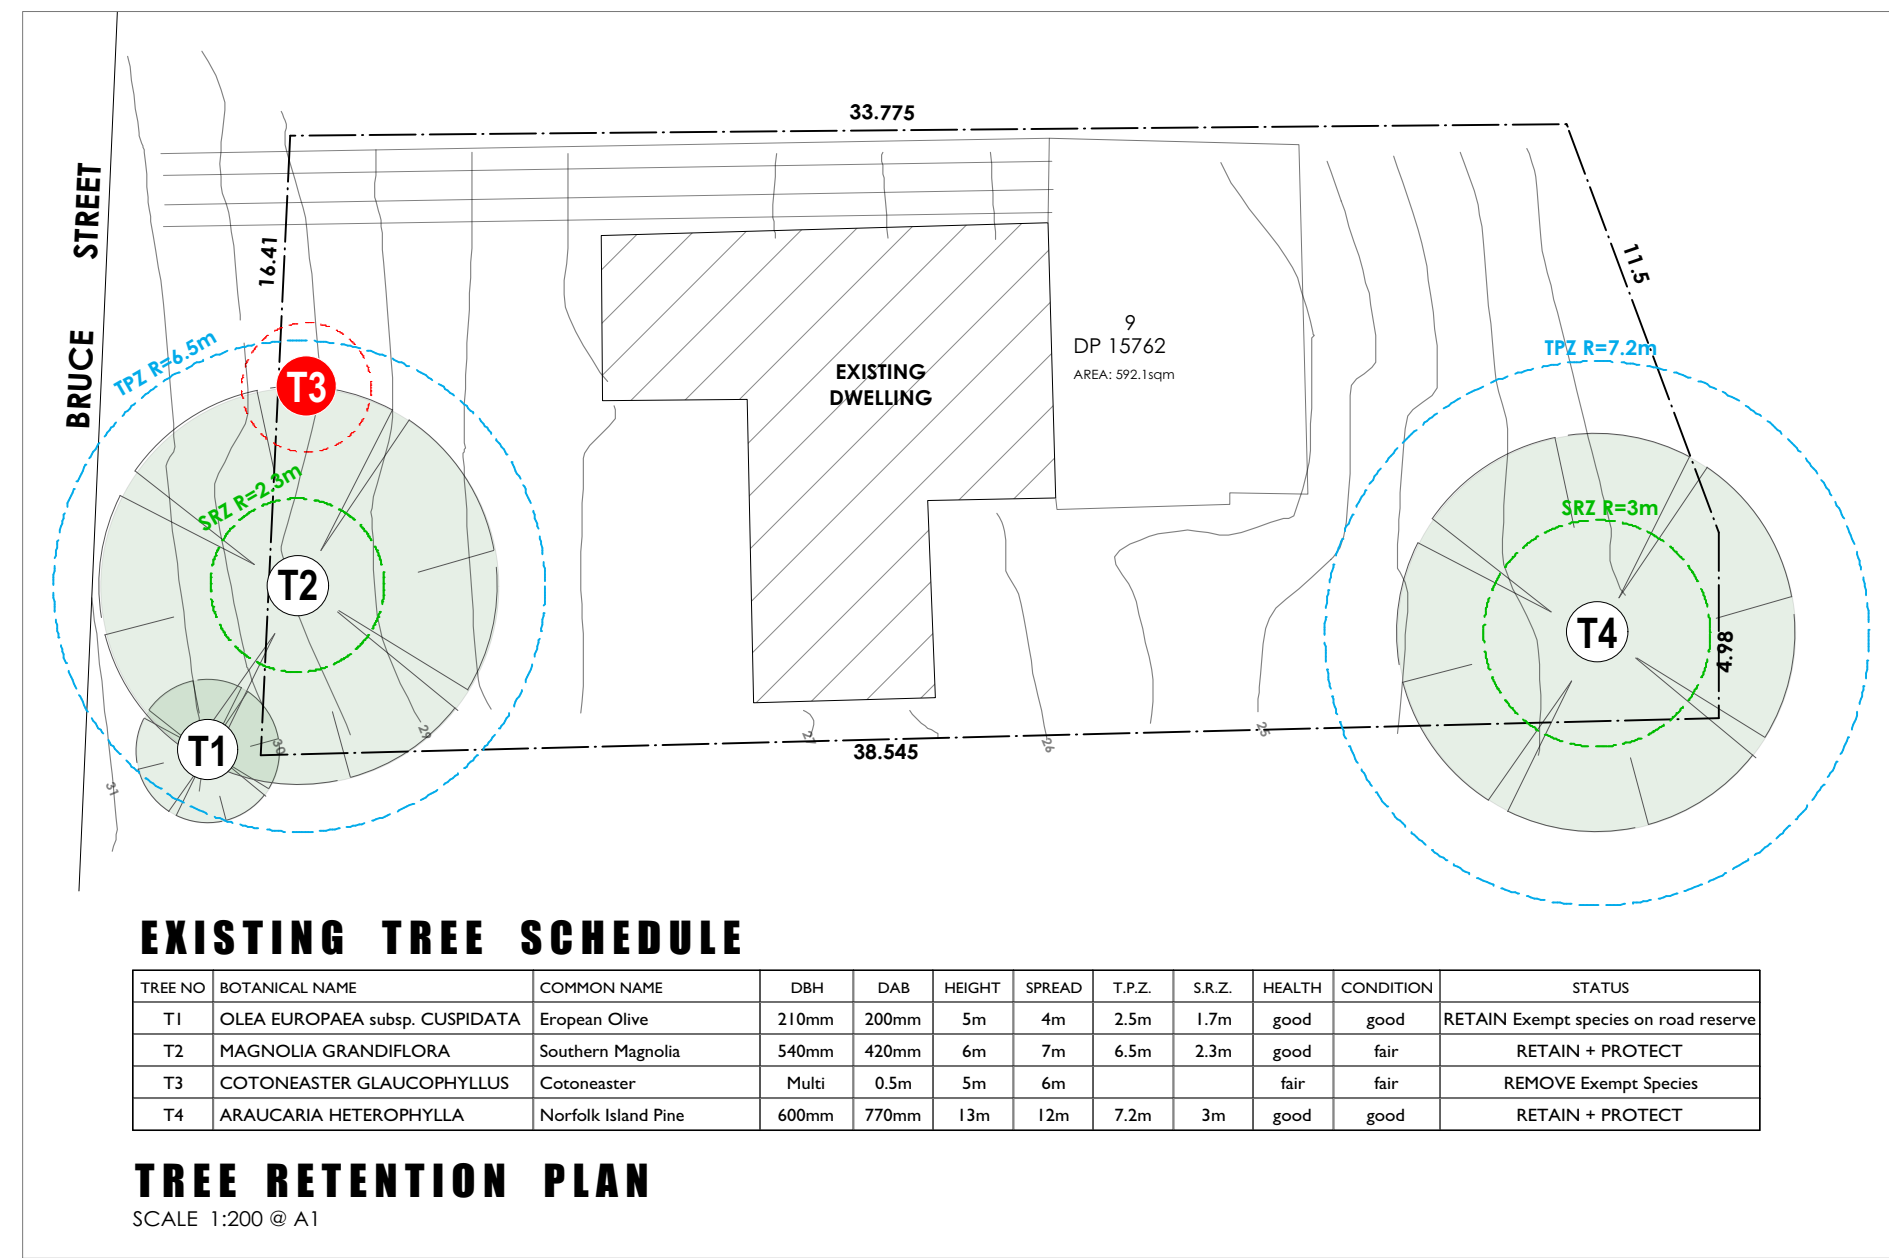 33.775
BRUCE STREET
16.41
11.5
TPZ R=6.5m
T3
9
DP 15762
AREA: 592.1sqm
EXISTING
DWELLING
TPZ R=7.2m
SRZ R=2.3m
SRZ R=3m
T2
T4
4.98
T1
30
29
27
26
25
31
38.545
EXISTING TREE SCHEDULE
TREE NO BOTANICAL NAME COMMON NAME DBH DAB HEIGHT SPREAD T.P.Z. S.R.Z. HEALTH CONDITION STATUS
T1 OLEA EUROPAEA subsp. CUSPIDATA Eropean Olive 210mm 200mm 5m 4m 2.5m 1.7m good good RETAIN Exempt species on road reserve
T2 MAGNOLIA GRANDIFLORA Southern Magnolia 540mm 420mm 6m 7m 6.5m 2.3m good fair RETAIN + PROTECT
T3 COTONEASTER GLAUCOPHYLLUS Cotoneaster Multi 0.5m 5m 6m fair fair REMOVE Exempt Species
T4 ARAUCARIA HETEROPHYLLA Norfolk Island Pine 600mm 770mm 13m 12m 7.2m 3m good good RETAIN + PROTECT
TREE RETENTION PLAN
SCALE 1:200 @ A1